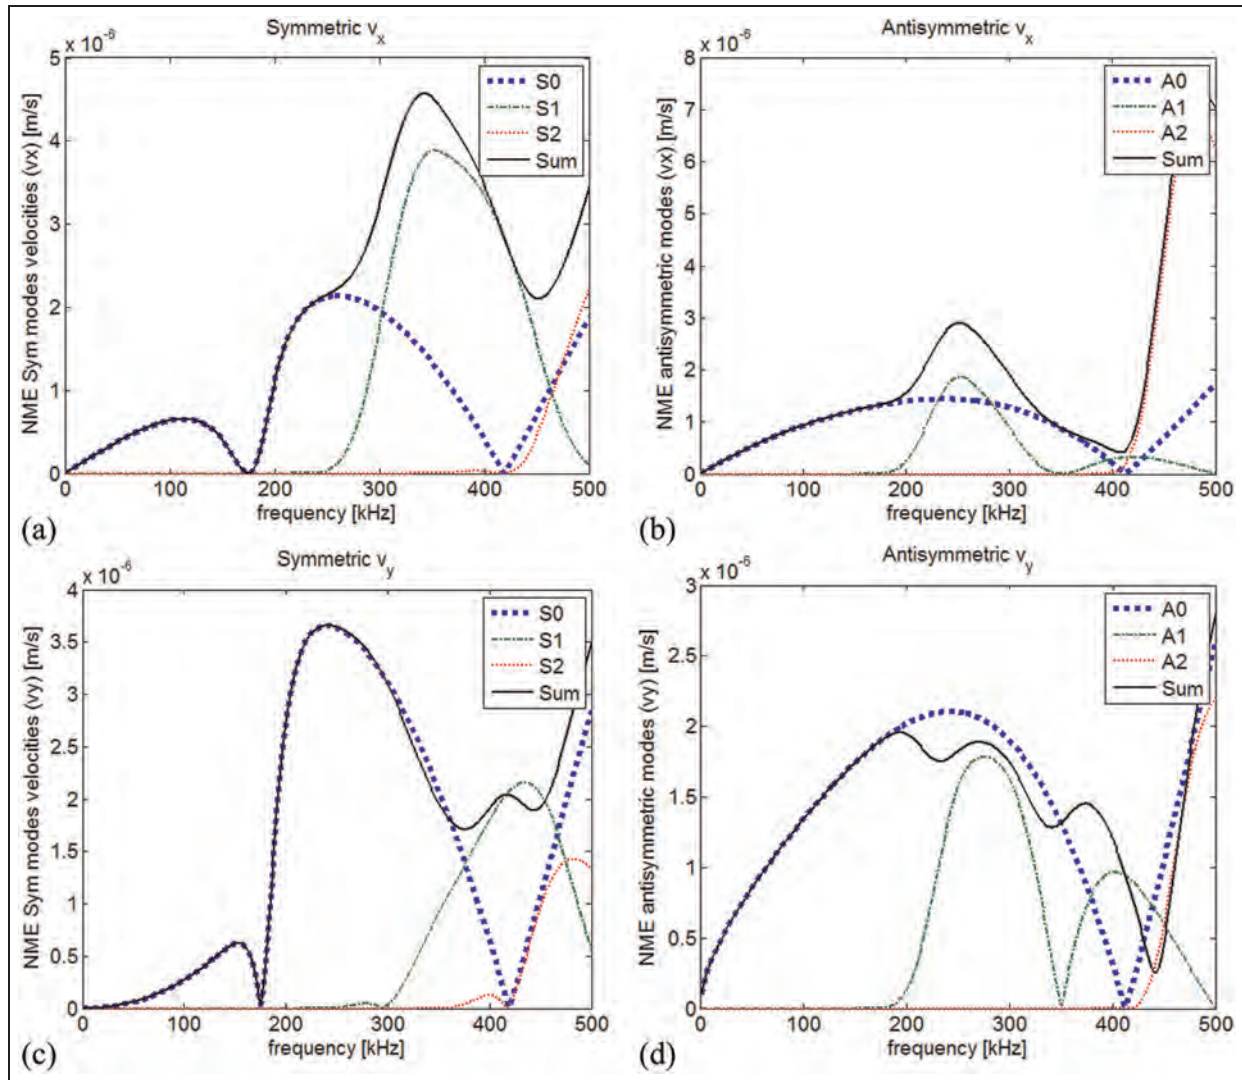 Symmetric vx
x 10-6
NME Sym modes velocities (vx) [m/s]
5
4
3
2
1
0
S0
S1
S2
Sum
0 100 200 300 400 500
frequency [kHz]
(a)
Antisymmetric vx
x 10-6
NME antisymmetric modes (vx) [m/s]
8
7
6
5
4
3
2
1
0
A0
A1
A2
Sum
0 100 200 300 400 500
frequency [kHz]
(b)
Symmetric vy
x 10-6
NME Sym modes velocities (vy) [m/s]
4
3.5
3
2.5
2
1.5
1
0.5
0
S0
S1
S2
Sum
0 100 200 300 400 500
frequency [kHz]
(c)
Antisymmetric vy
x 10-6
NME antisymmetric modes (vy) [m/s]
3
2.5
2
1.5
1
0.5
0
A0
A1
A2
Sum
0 100 200 300 400 500
frequency [kHz]
(d)